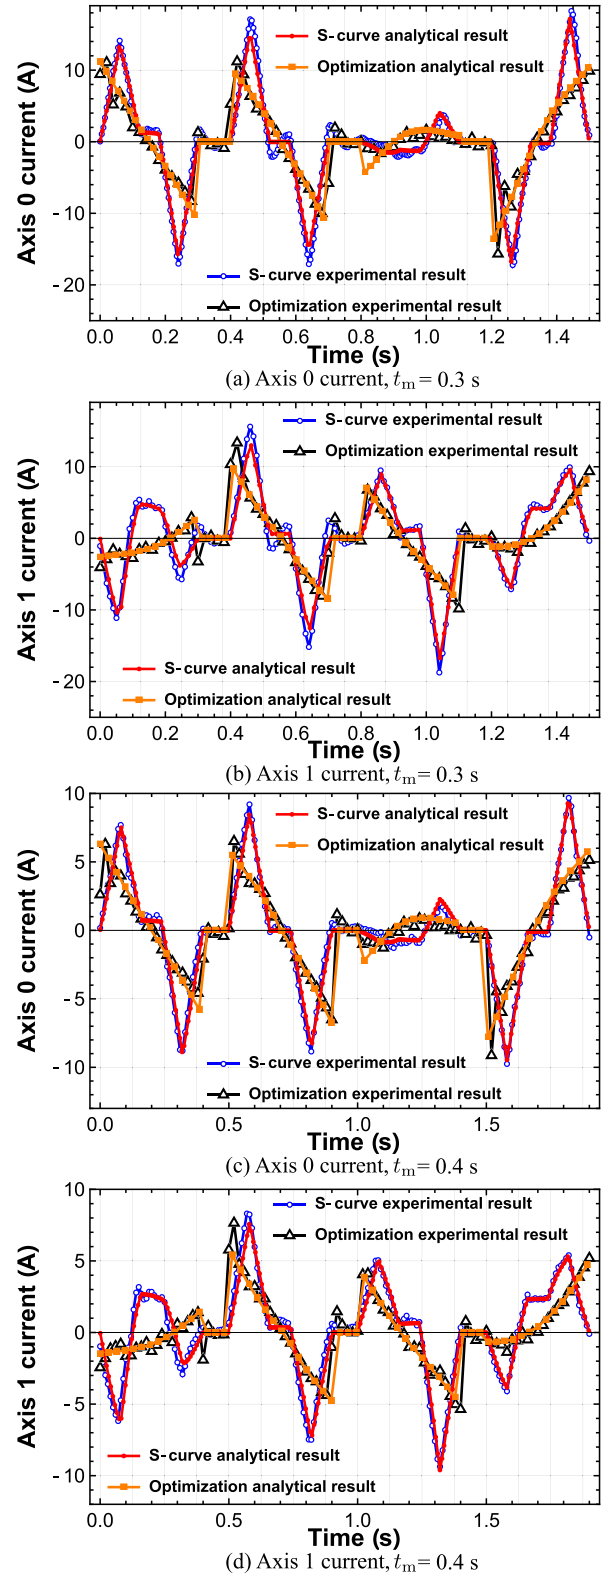 S-curve analytical result
Optimization analytical result
S-curve experimental result
Optimization experimental result
Axis 0 current (A)
10
0
-10
-20
0.0 0.2 0.4 0.6 0.8 1.0 1.2 1.4
Time (s)
(a) Axis 0 current, tm = 0.3 s
S-curve experimental result
Optimization experimental result
S-curve analytical result
Optimization analytical result
Axis 1 current (A)
10
0
-10
-20
0.0 0.2 0.4 0.6 0.8 1.0 1.2 1.4
Time (s)
(b) Axis 1 current, tm = 0.3 s
S-curve analytical result
Optimization analytical result
S-curve experimental result
Optimization experimental result
Axis 0 current (A)
10
5
0
-5
-10
0.0 0.5 1.0 1.5
Time (s)
(c) Axis 0 current, tm = 0.4 s
S-curve experimental result
Optimization experimental result
S-curve analytical result
Optimization analytical result
Axis 1 current (A)
10
5
0
-5
-10
0.0 0.5 1.0 1.5
Time (s)
(d) Axis 1 current, tm = 0.4 s